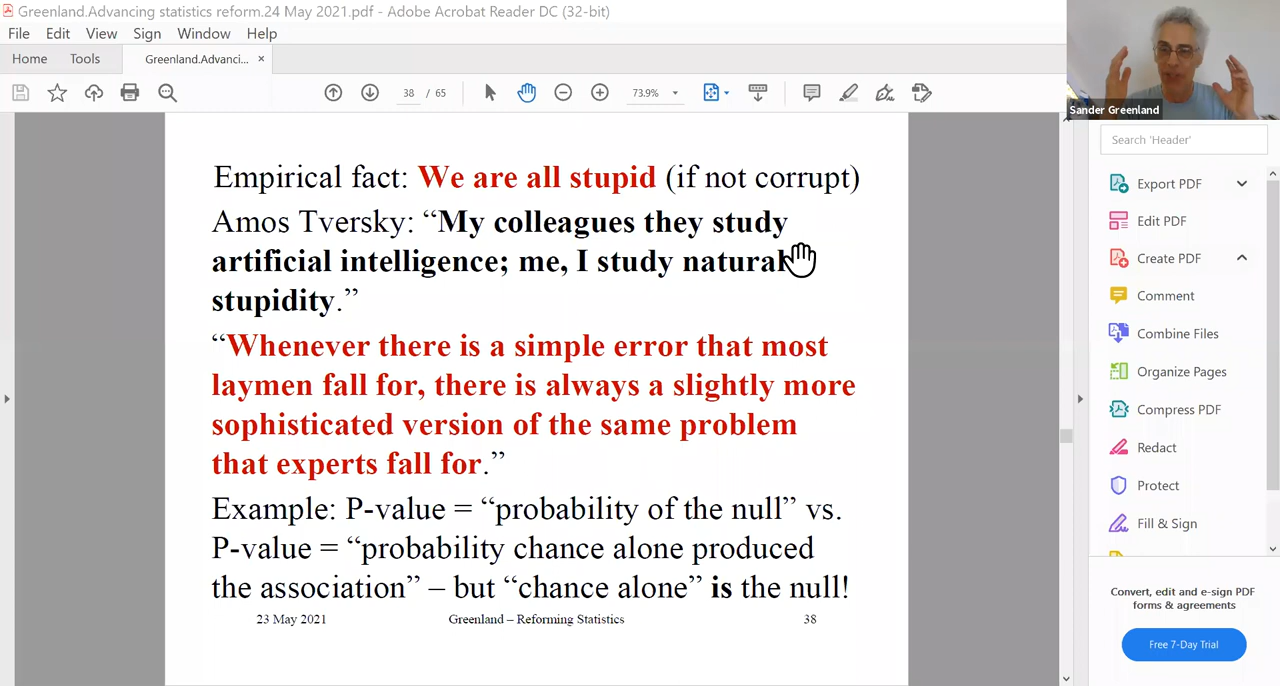 Greenland.Advancing statistics reform.24 May 2021.pdf - Adobe Acrobat Reader DC (32-bit)
File Edit View Sign Window Help
Home Tools Greenland.Advanci... ×
38 / 65 73.9%
Sander Greenland
Search 'Header'
Empirical fact: We are all stupid (if not corrupt)
Amos Tversky: “My colleagues they study
artificial intelligence; me, I study natural
stupidity.”
“Whenever there is a simple error that most
laymen fall for, there is always a slightly more
sophisticated version of the same problem
that experts fall for.”
Example: P-value = “probability of the null” vs.
P-value = “probability chance alone produced
the association” – but “chance alone” is the null!
23 May 2021 Greenland – Reforming Statistics 38
Export PDF
Edit PDF
Create PDF
Comment
Combine Files
Organize Pages
Compress PDF
Redact
Protect
Fill & Sign
Convert, edit and e-sign PDF
forms & agreements
Free 7-Day Trial